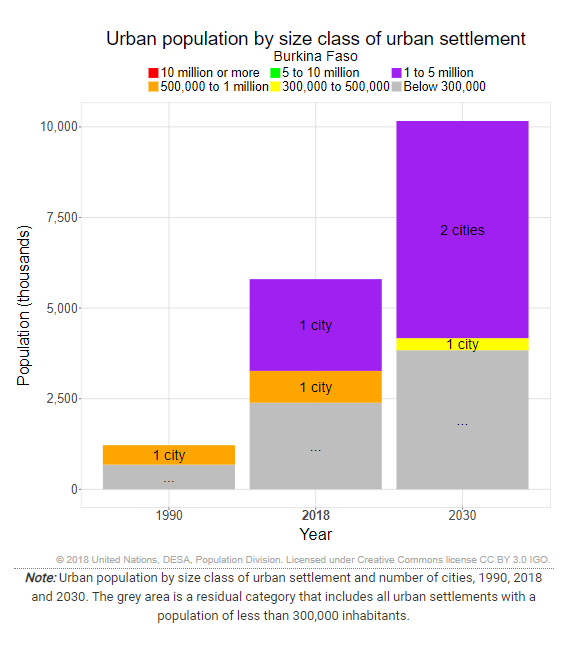 Urban population by size class of urban settlement
Burkina Faso
10 million or more 5 to 10 million 1 to 5 million
500,000 to 1 million 300,000 to 500,000 Below 300,000
Population (thousands)
10,000
7,500
5,000
2,500
0
2 cities
1 city
1 city
1 city
1 city
...
...
...
1990 2018 2030
Year
© 2018 United Nations, DESA, Population Division. Licensed under Creative Commons license CC BY 3.0 IGO.
Note: Urban population by size class of urban settlement and number of cities, 1990, 2018
and 2030. The grey area is a residual category that includes all urban settlements with a
population of less than 300,000 inhabitants.